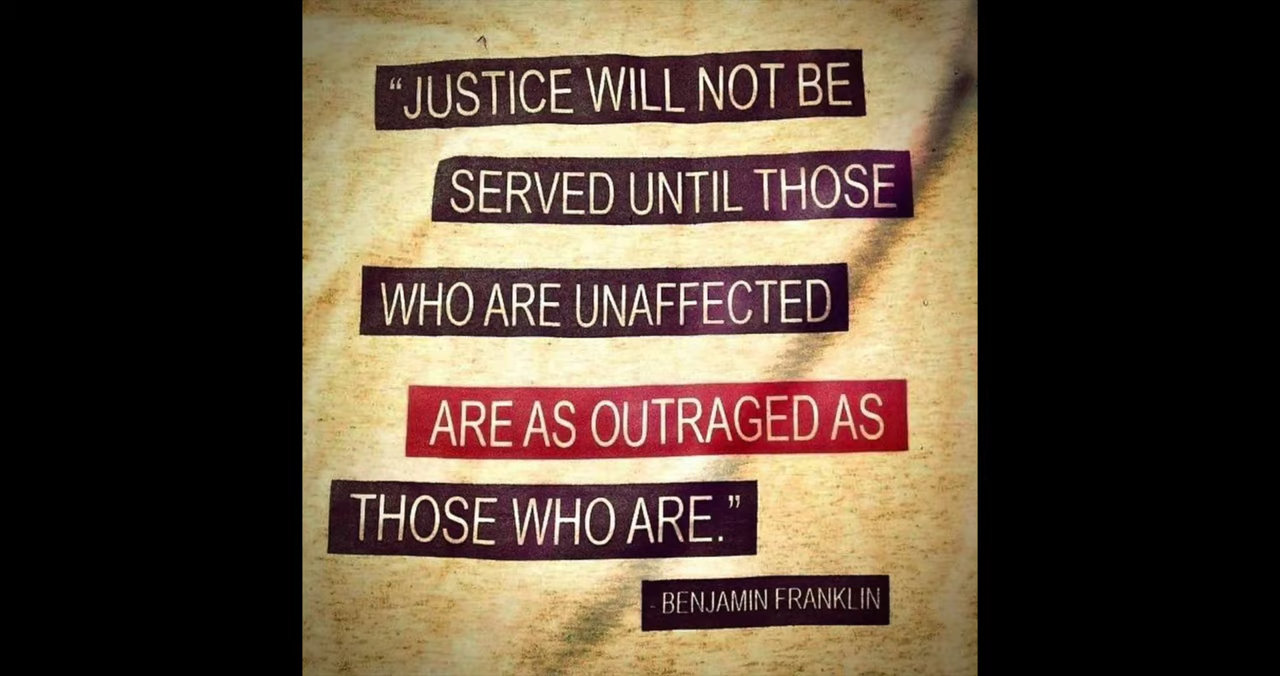 “JUSTICE WILL NOT BE
SERVED UNTIL THOSE
WHO ARE UNAFFECTED
ARE AS OUTRAGED AS
THOSE WHO ARE.”
- BENJAMIN FRANKLIN